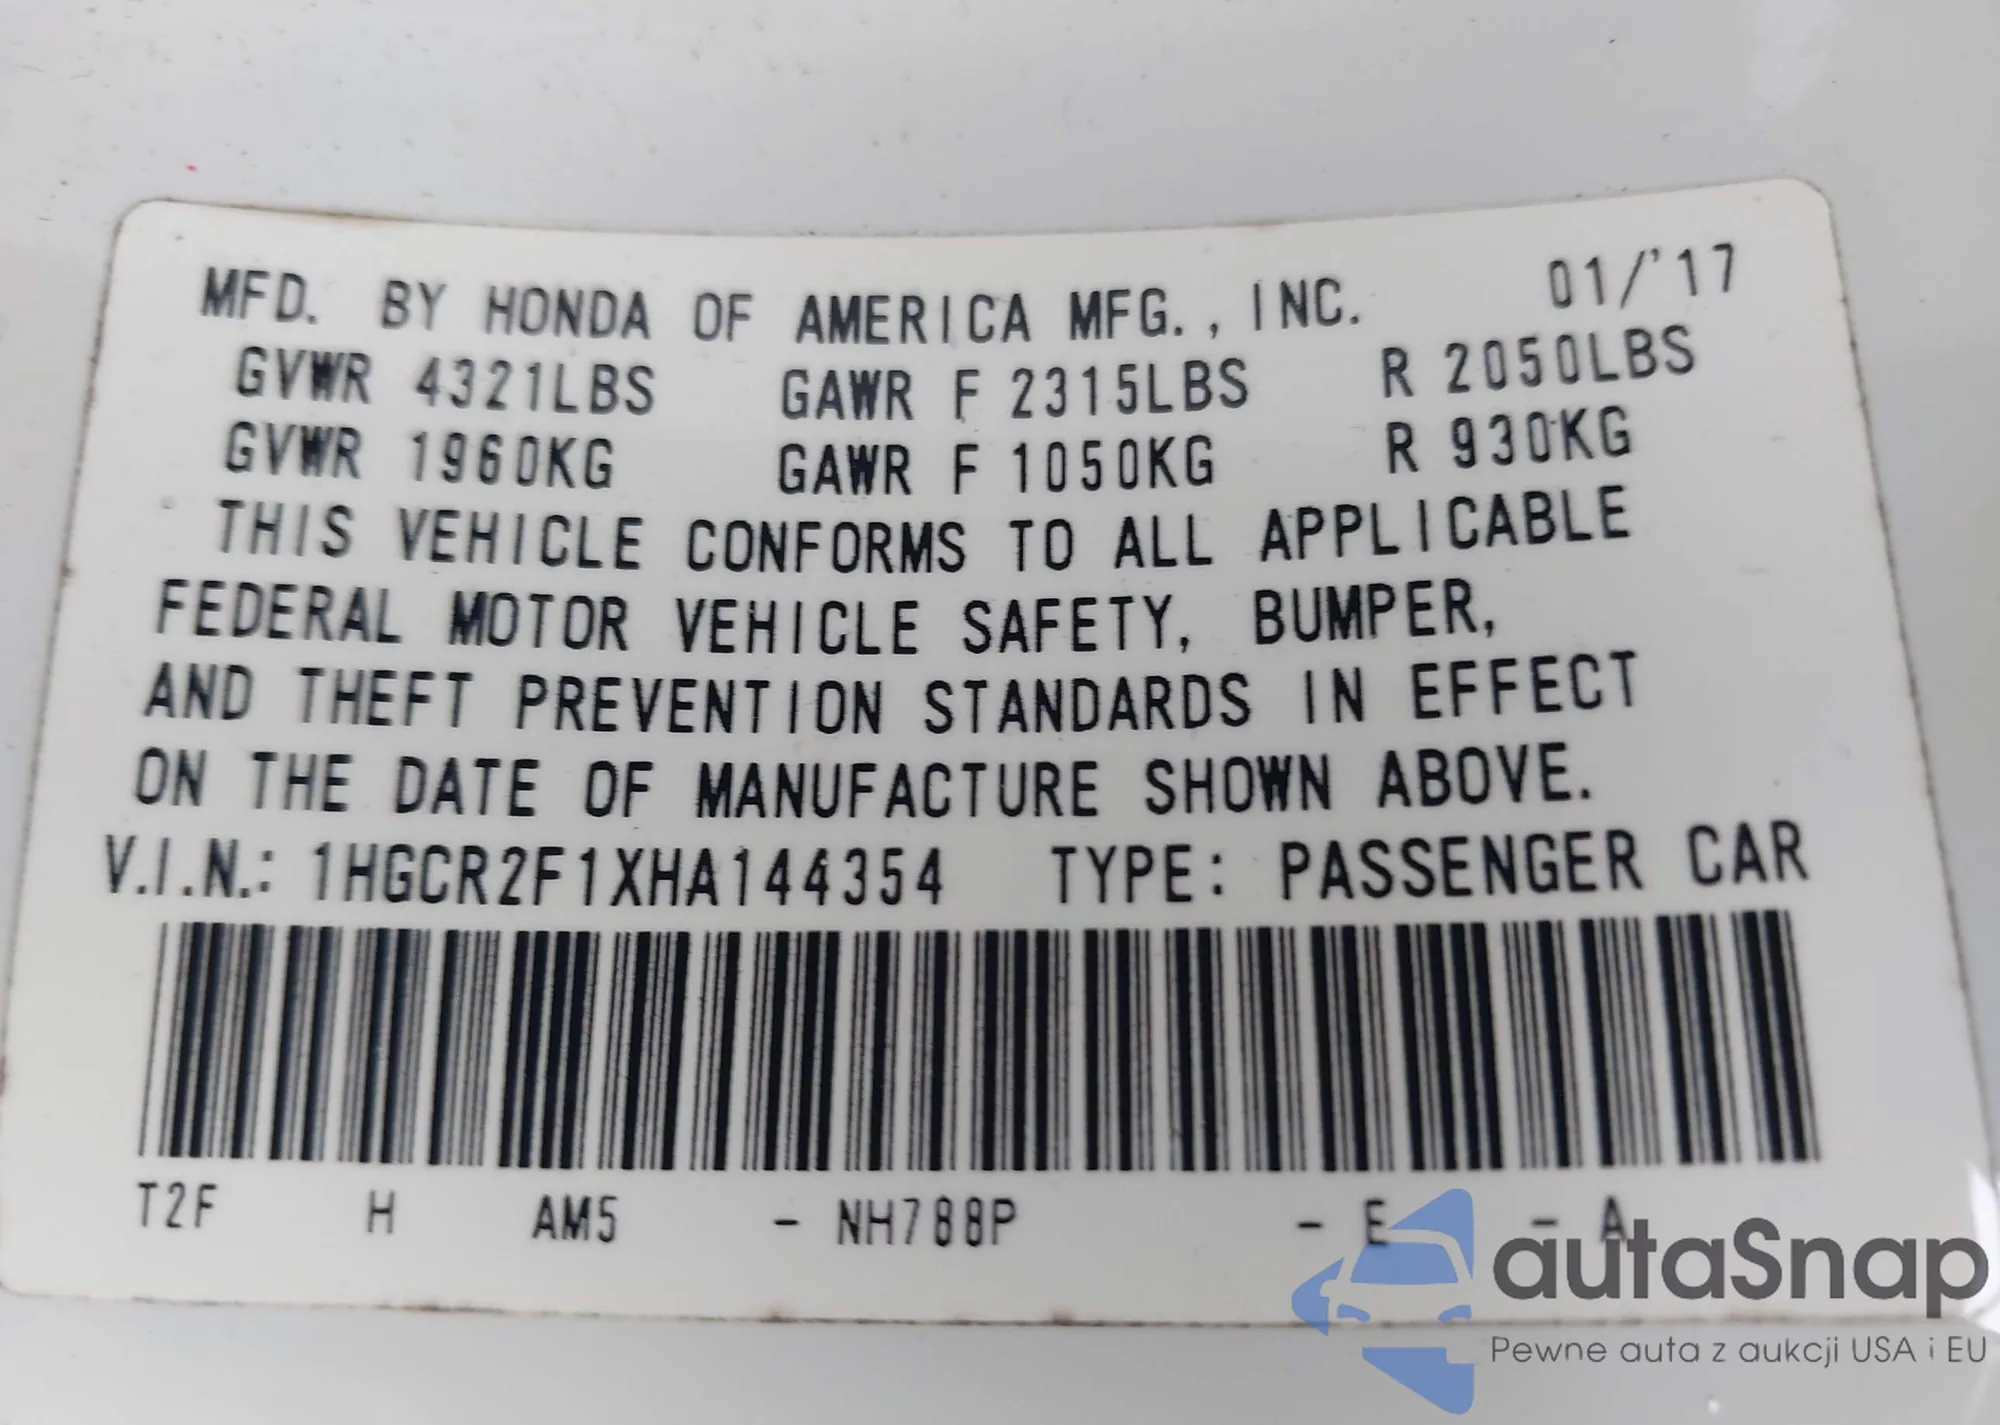 MFD. BY HONDA OF AMERICA MFG., INC. 01/'17
GVWR 4321LBS GAWR F 2315LBS R 2050LBS
GVWR 1960KG GAWR F 1050KG R 930KG
THIS VEHICLE CONFORMS TO ALL APPLICABLE
FEDERAL MOTOR VEHICLE SAFETY, BUMPER,
AND THEFT PREVENTION STANDARDS IN EFFECT
ON THE DATE OF MANUFACTURE SHOWN ABOVE.
V.I.N.: 1HGCR2F1XHA144354 TYPE: PASSENGER CAR
T2F H AM5 - NH788P - E - A
autaSnap
Pewne auta z aukcji USA i EU